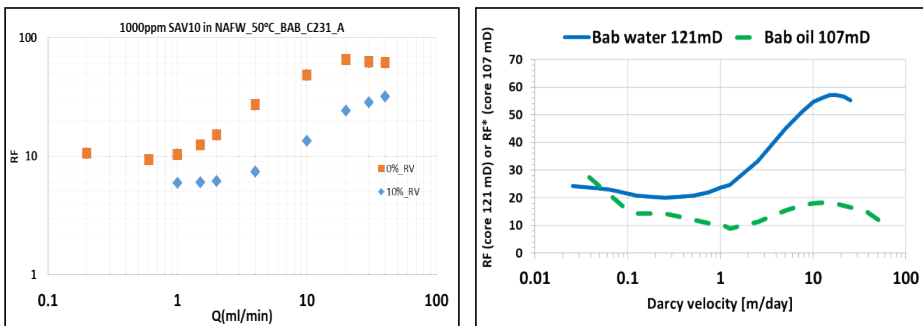 1000ppm SAV10 in NAFW_50°C_BAB_C231_A
100
10
1
RF
0%_RV
10%_RV
0.1
1
10
100
Q(ml/min)
Bab water 121mD
Bab oil 107mD
RF (core 121 mD) or RF* (core 107 mD)
70
60
50
40
30
20
10
0
0.01
0.1
1
10
100
Darcy velocity [m/day]